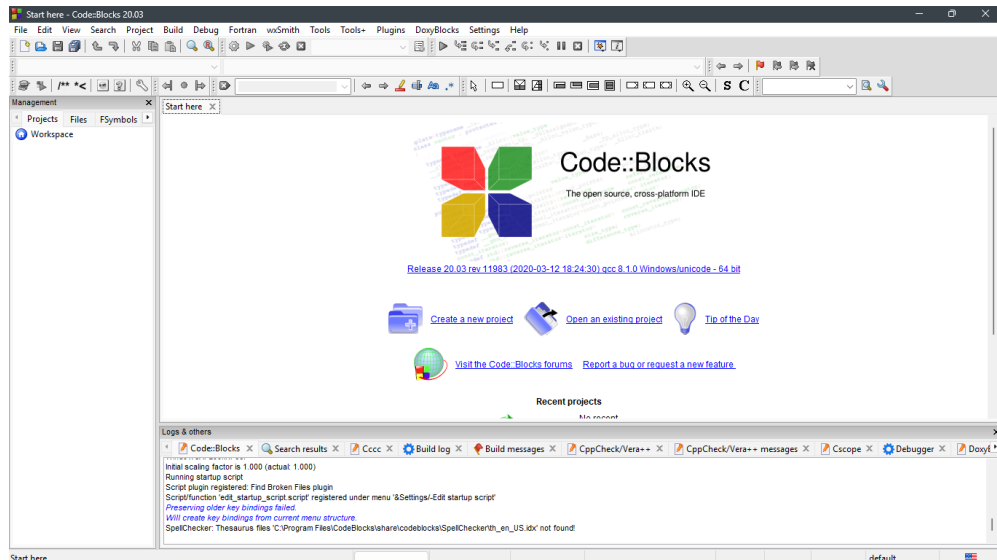 Start here - Code::Blocks 20.03
File Edit View Search Project Build Debug Fortran wxSmith Tools Tools+ Plugins DoxyBlocks Settings Help
/** *<
S C
Management
Start here X
Projects Files FSymbols
Workspace
Code::Blocks
The open source, cross-platform IDE
Release 20.03 rev 11983 (2020-03-12 18:24:30) gcc 8.1.0 Windows/unicode - 64 bit
Create a new project Open an existing project Tip of the Day
Visit the Code::Blocks forums Report a bug or request a new feature
Recent projects
No recent
Logs & others
Code::Blocks X Search results X Cccc X Build log X Build messages X CppCheck/Vera++ X CppCheck/Vera++ messages X Cscope X Debugger X
Initial scaling factor is 1.000 (actual: 1.000)
Running startup script
Script plugin registered: Find Broken Files plugin
Script/function 'edit_startup_script.script' registered under menu '&Settings/-Edit startup script'
Preserving older key bindings failed.
Will create key bindings from current menu structure.
SpellChecker: Thesaurus files 'C:\Program Files\CodeBlocks\share\codeblocks\SpellChecker\th_en_US.idx' not found!
Start here default